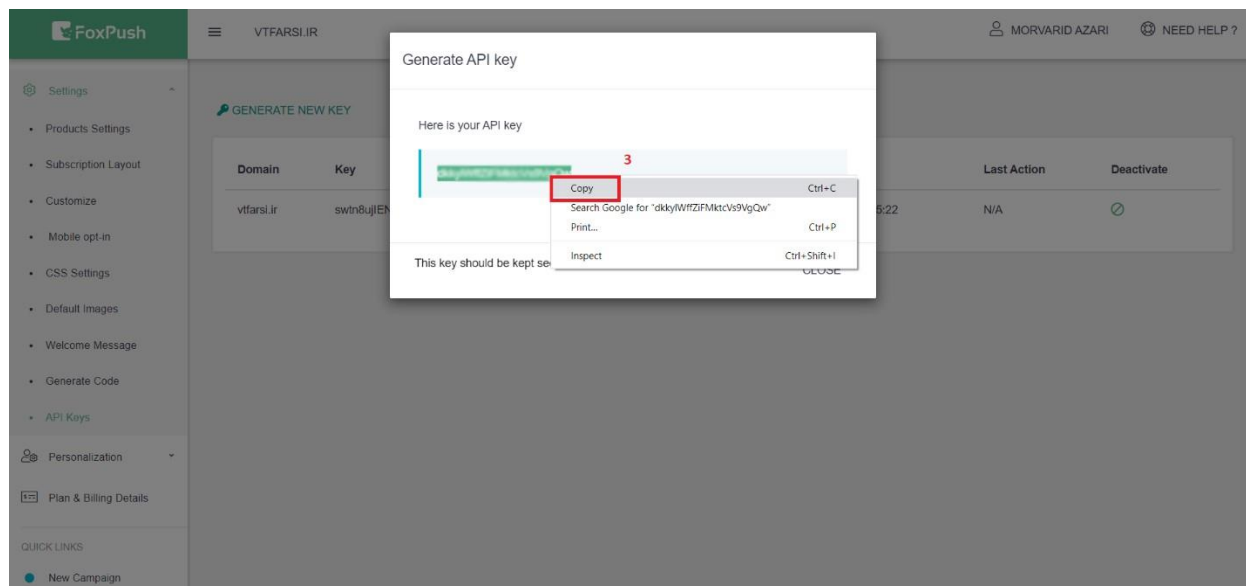 FoxPush
VTFARSI.IR
MORVARID AZARI
NEED HELP ?
Generate API key
Settings
GENERATE NEW KEY
Products Settings
Here is your API key
3
Subscription Layout
Domain Key Last Action Deactivate
Copy Ctrl+C
Customize
vtfarsi.ir 5:22 N/A
Search Google for
Mobile opt-in
Print... Ctrl+P
Inspect Ctrl+Shift+I
This key should be kept
CLOSE
CSS Settings
Default Images
Welcome Message
Generate Code
API Keys
Personalization
Plan & Billing Details
QUICK LINKS
New Campaign